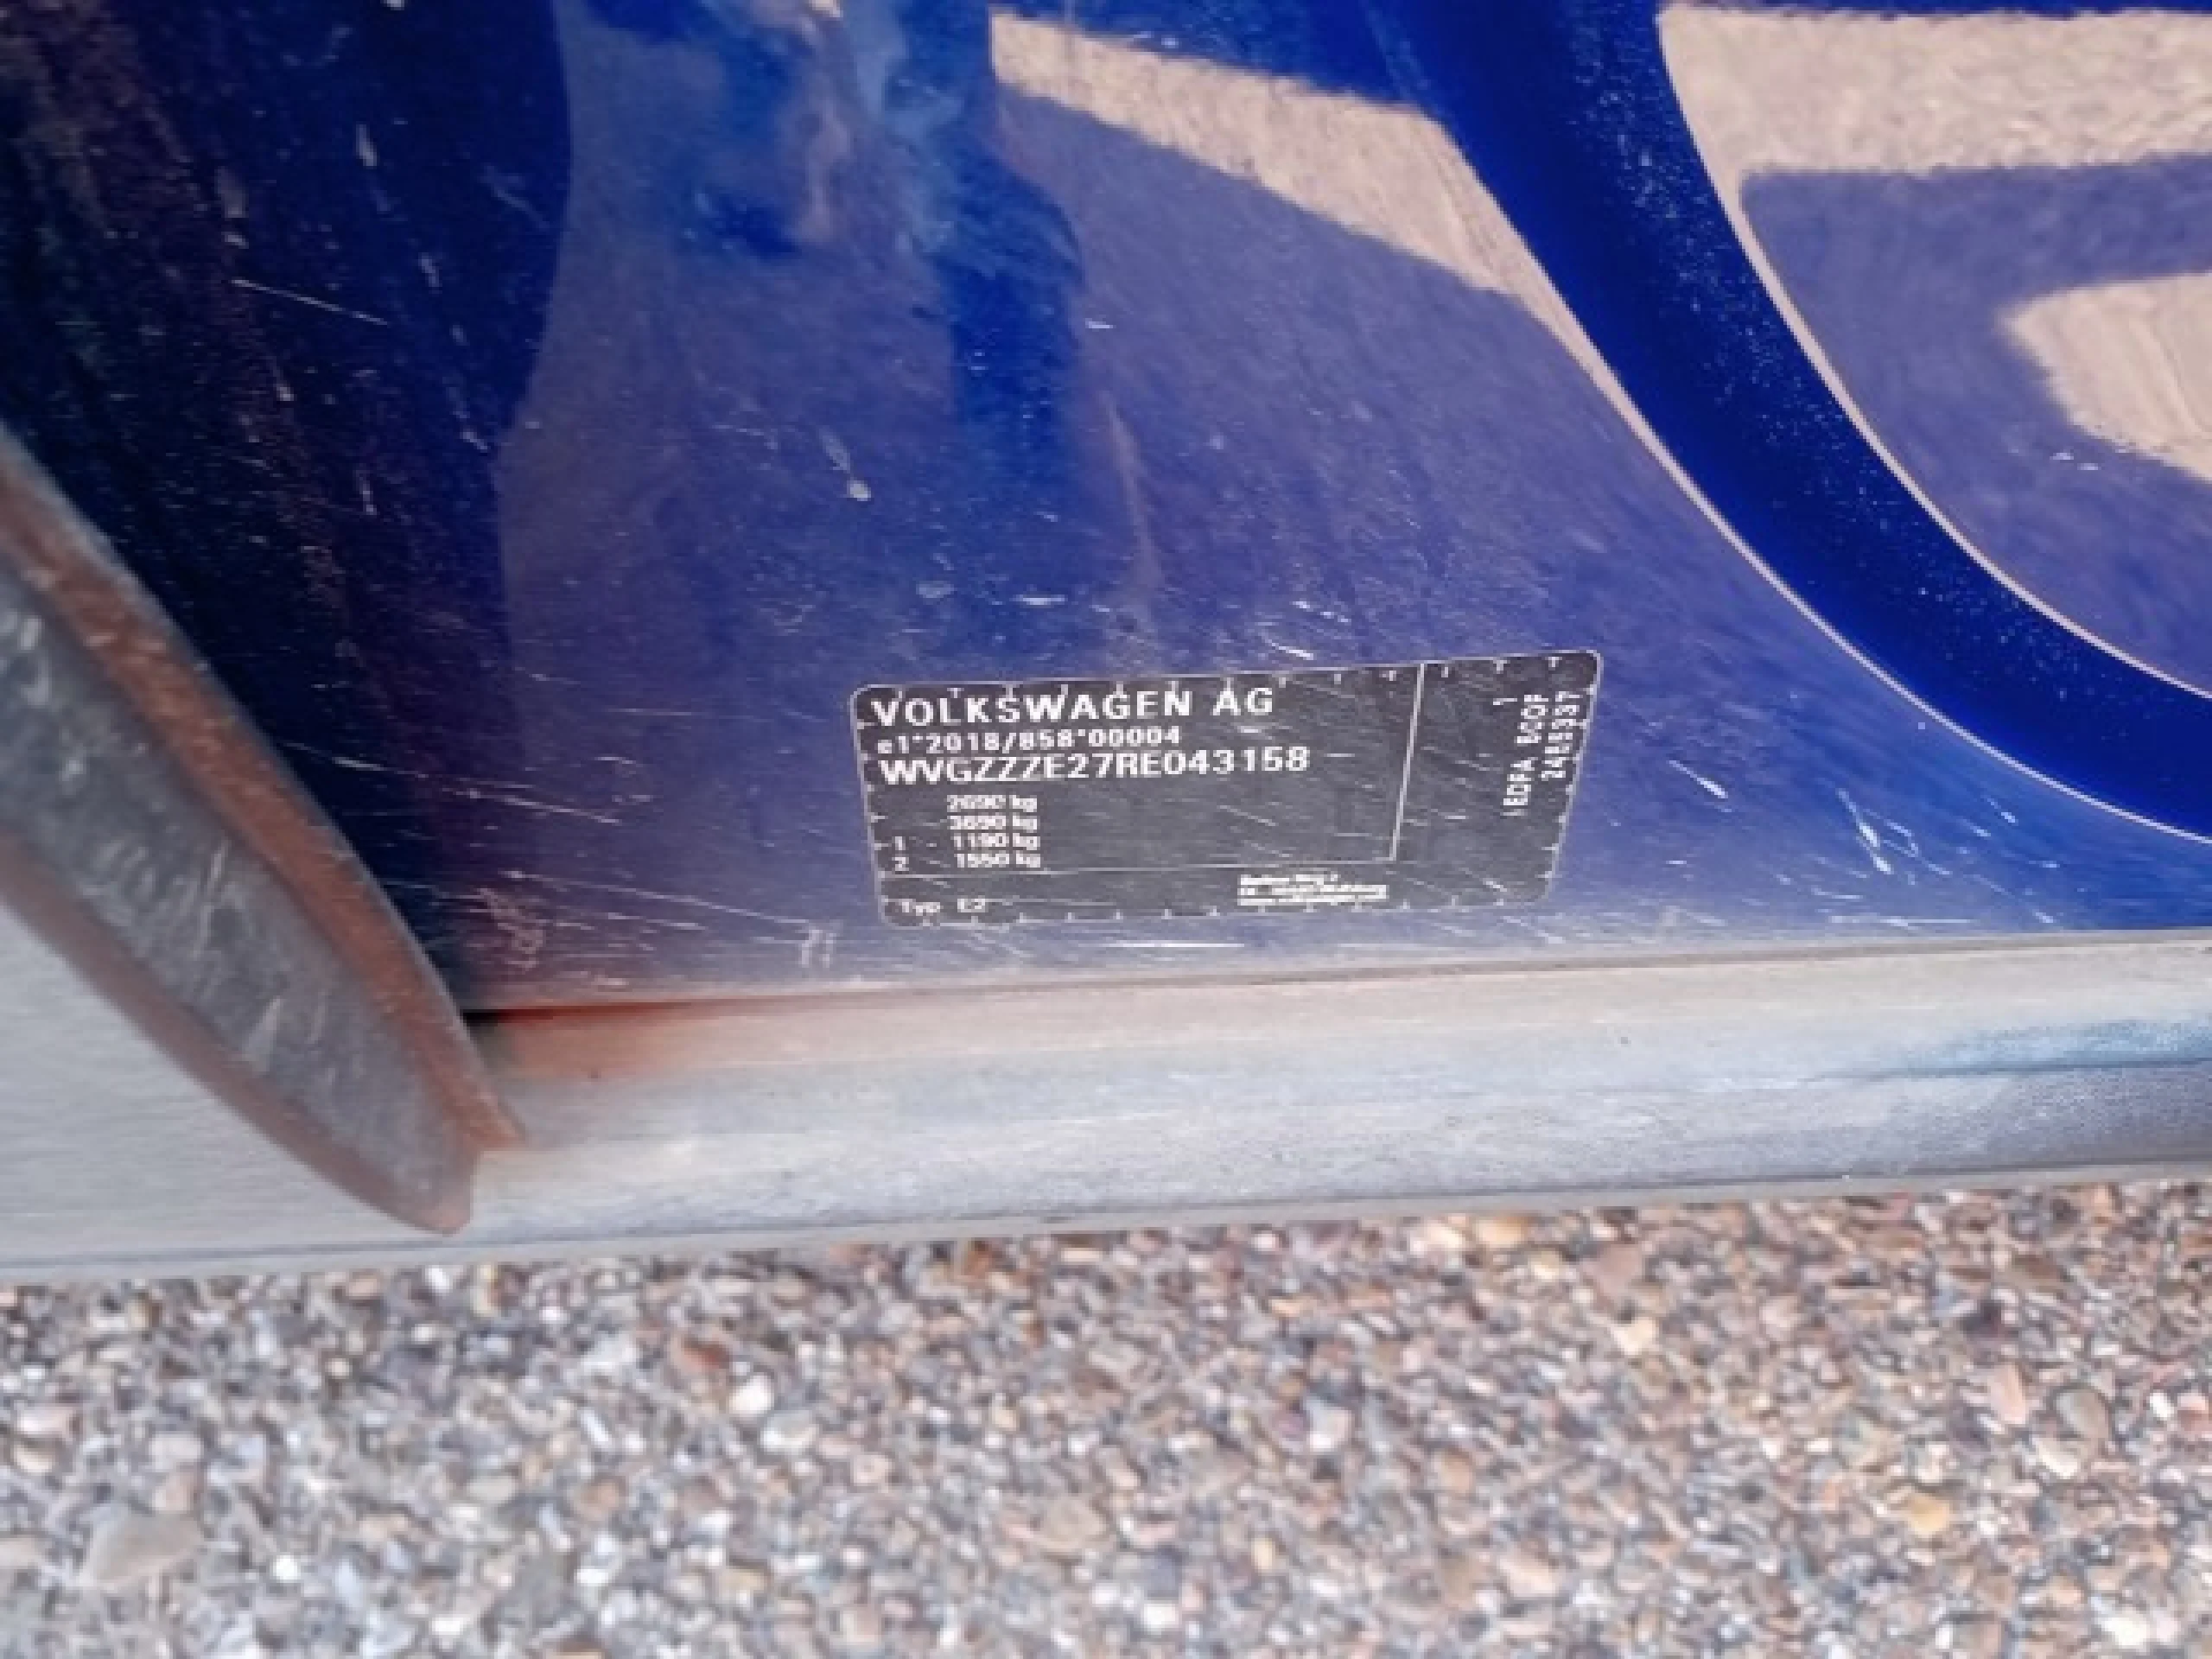 VOLKSWAGEN AG
e1*2018/858*00004
WVGZZZE27RE043158
2690 kg
3690 kg
1 - 1190 kg
2 - 1550 kg
Typ E2